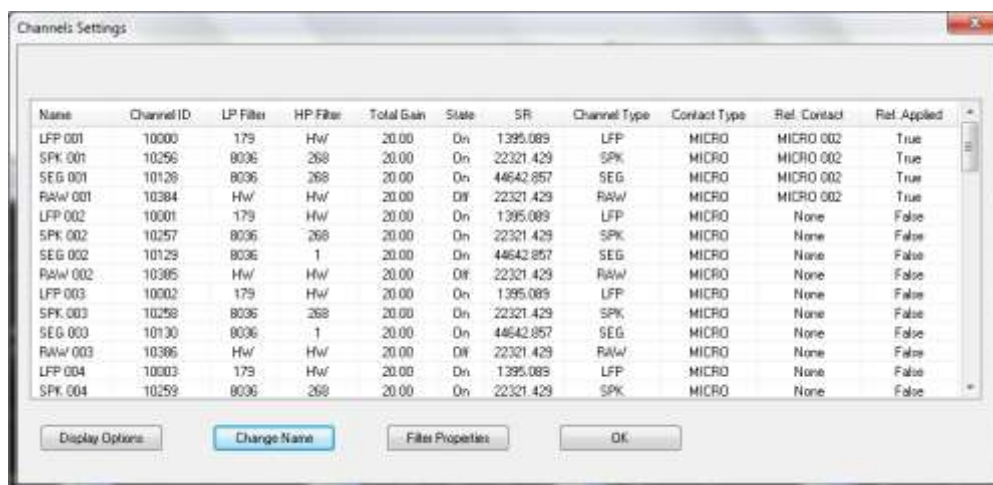 Channels Settings
Name Channel ID LP Filter HP Filter Total Gain State SR Channel Type Contact Type Ref. Contact Ref. Applied
LFP 001 10000 179 HW 20.00 On 1395.089 LFP MICRO MICRO 002 True
SPK 001 10256 8036 268 20.00 On 22321.429 SPK MICRO MICRO 002 True
SEG 001 10128 8036 268 20.00 On 44642.857 SEG MICRO MICRO 002 True
RAW 001 10384 HW HW 20.00 Off 22321.429 RAW MICRO MICRO 002 True
LFP 002 10001 179 HW 20.00 On 1395.089 LFP MICRO None False
SPK 002 10257 8036 268 20.00 On 22321.429 SPK MICRO None False
SEG 002 10129 8036 1 20.00 On 44642.857 SEG MICRO None False
RAW 002 10385 HW HW 20.00 Off 22321.429 RAW MICRO None False
LFP 003 10002 179 HW 20.00 On 1395.089 LFP MICRO None False
SPK 003 10258 8036 268 20.00 On 22321.429 SPK MICRO None False
SEG 003 10130 8036 1 20.00 On 44642.857 SEG MICRO None False
RAW 003 10386 HW HW 20.00 Off 22321.429 RAW MICRO None False
LFP 004 10003 179 HW 20.00 On 1395.089 LFP MICRO None False
SPK 004 10259 8036 268 20.00 On 22321.429 SPK MICRO None False
Display Options Change Name Filter Properties OK